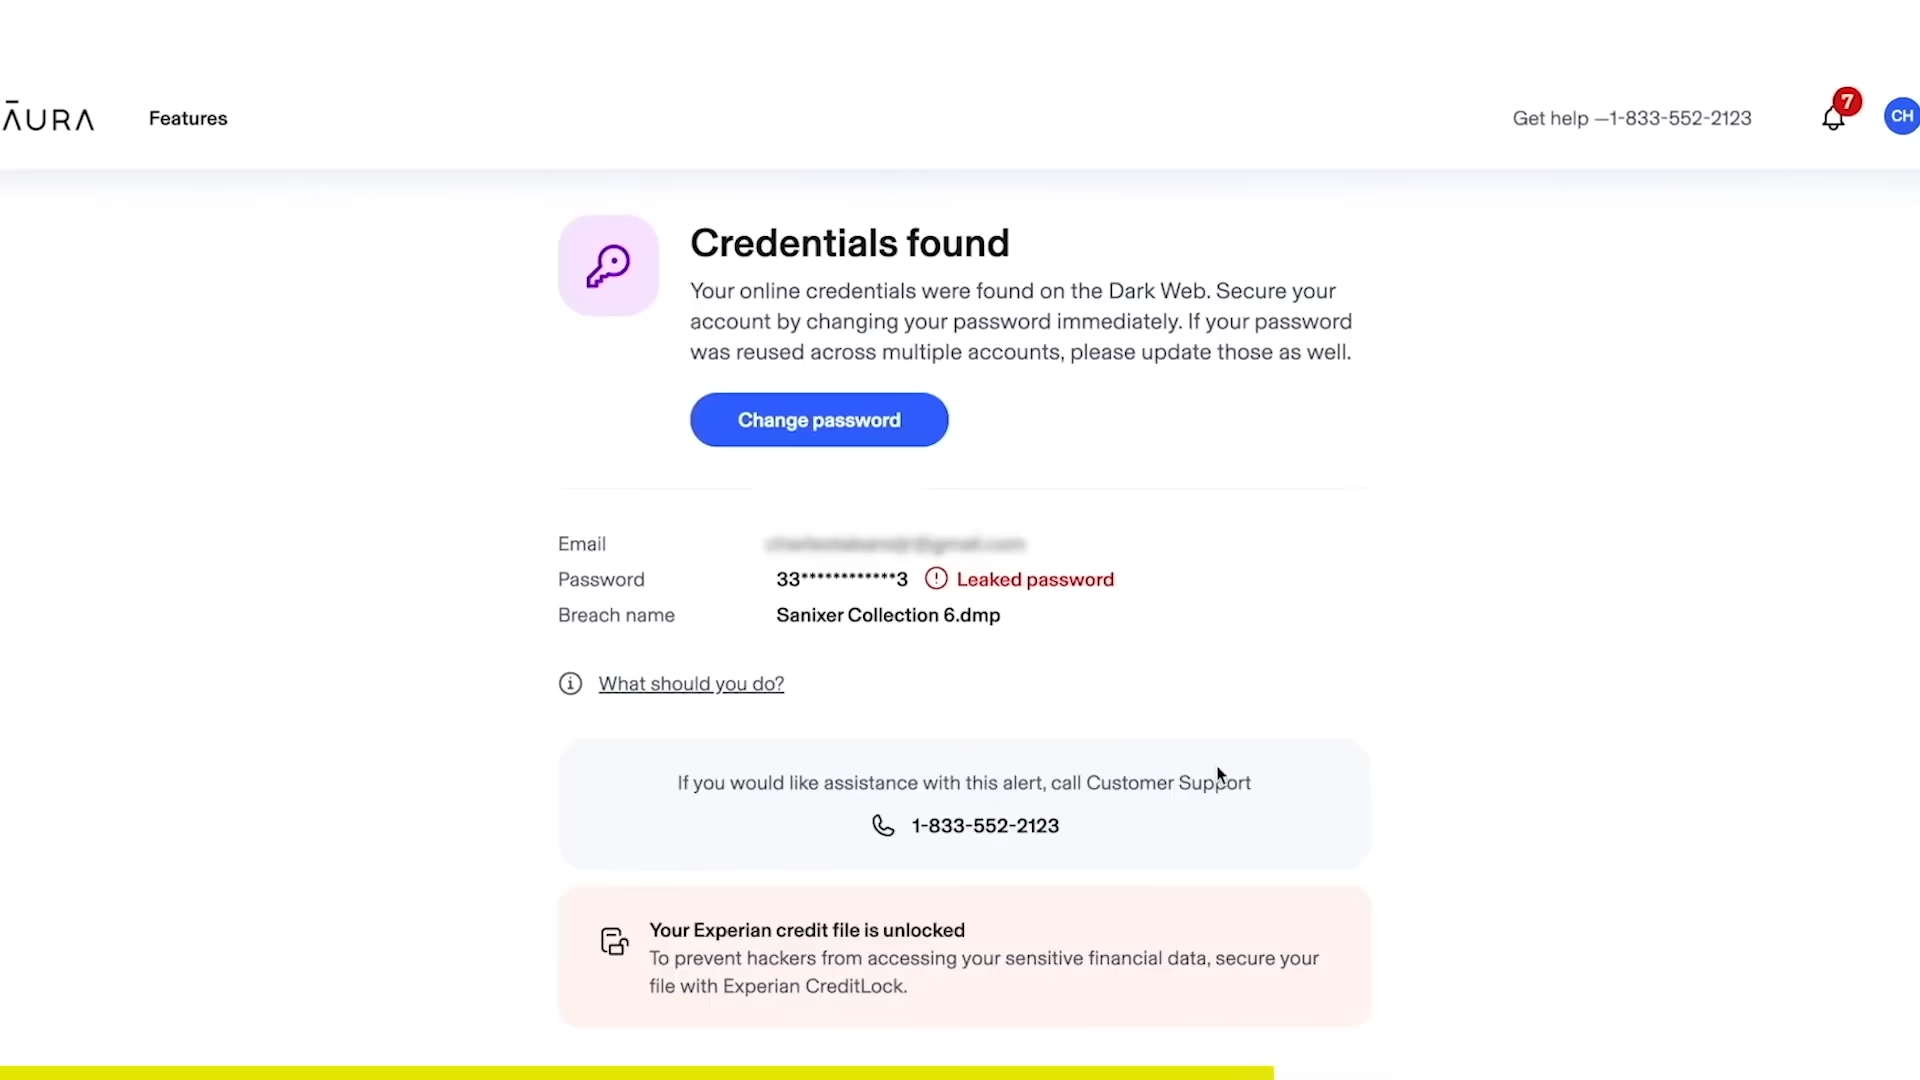 ĀURA
Features
Get help —1-833-552-2123
7
CH
Credentials found
Your online credentials were found on the Dark Web. Secure your
account by changing your password immediately. If your password
was reused across multiple accounts, please update those as well.
Change password
Email
Password 33************3 Leaked password
Breach name Sanixer Collection 6.dmp
What should you do?
If you would like assistance with this alert, call Customer Support
1-833-552-2123
Your Experian credit file is unlocked
To prevent hackers from accessing your sensitive financial data, secure your
file with Experian CreditLock.